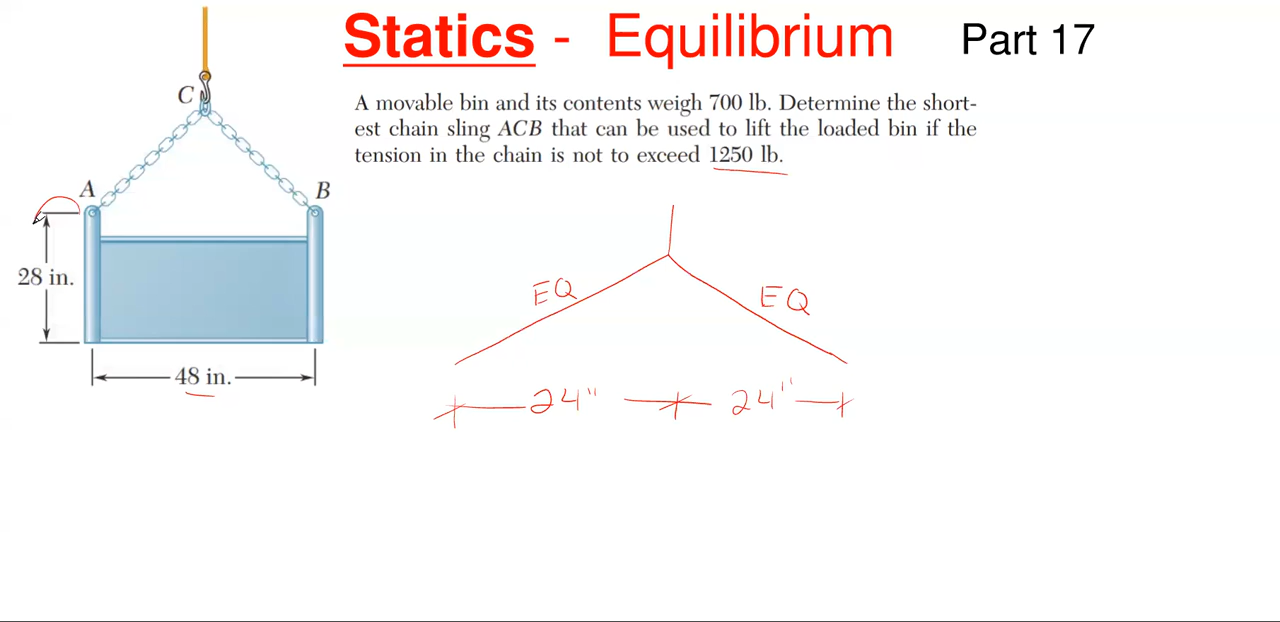 Statics - Equilibrium Part 17
A movable bin and its contents weigh 700 lb. Determine the short-
est chain sling ACB that can be used to lift the loaded bin if the
tension in the chain is not to exceed 1250 lb.
C
A
B
28 in.
48 in.
EQ
EQ
24"
24"